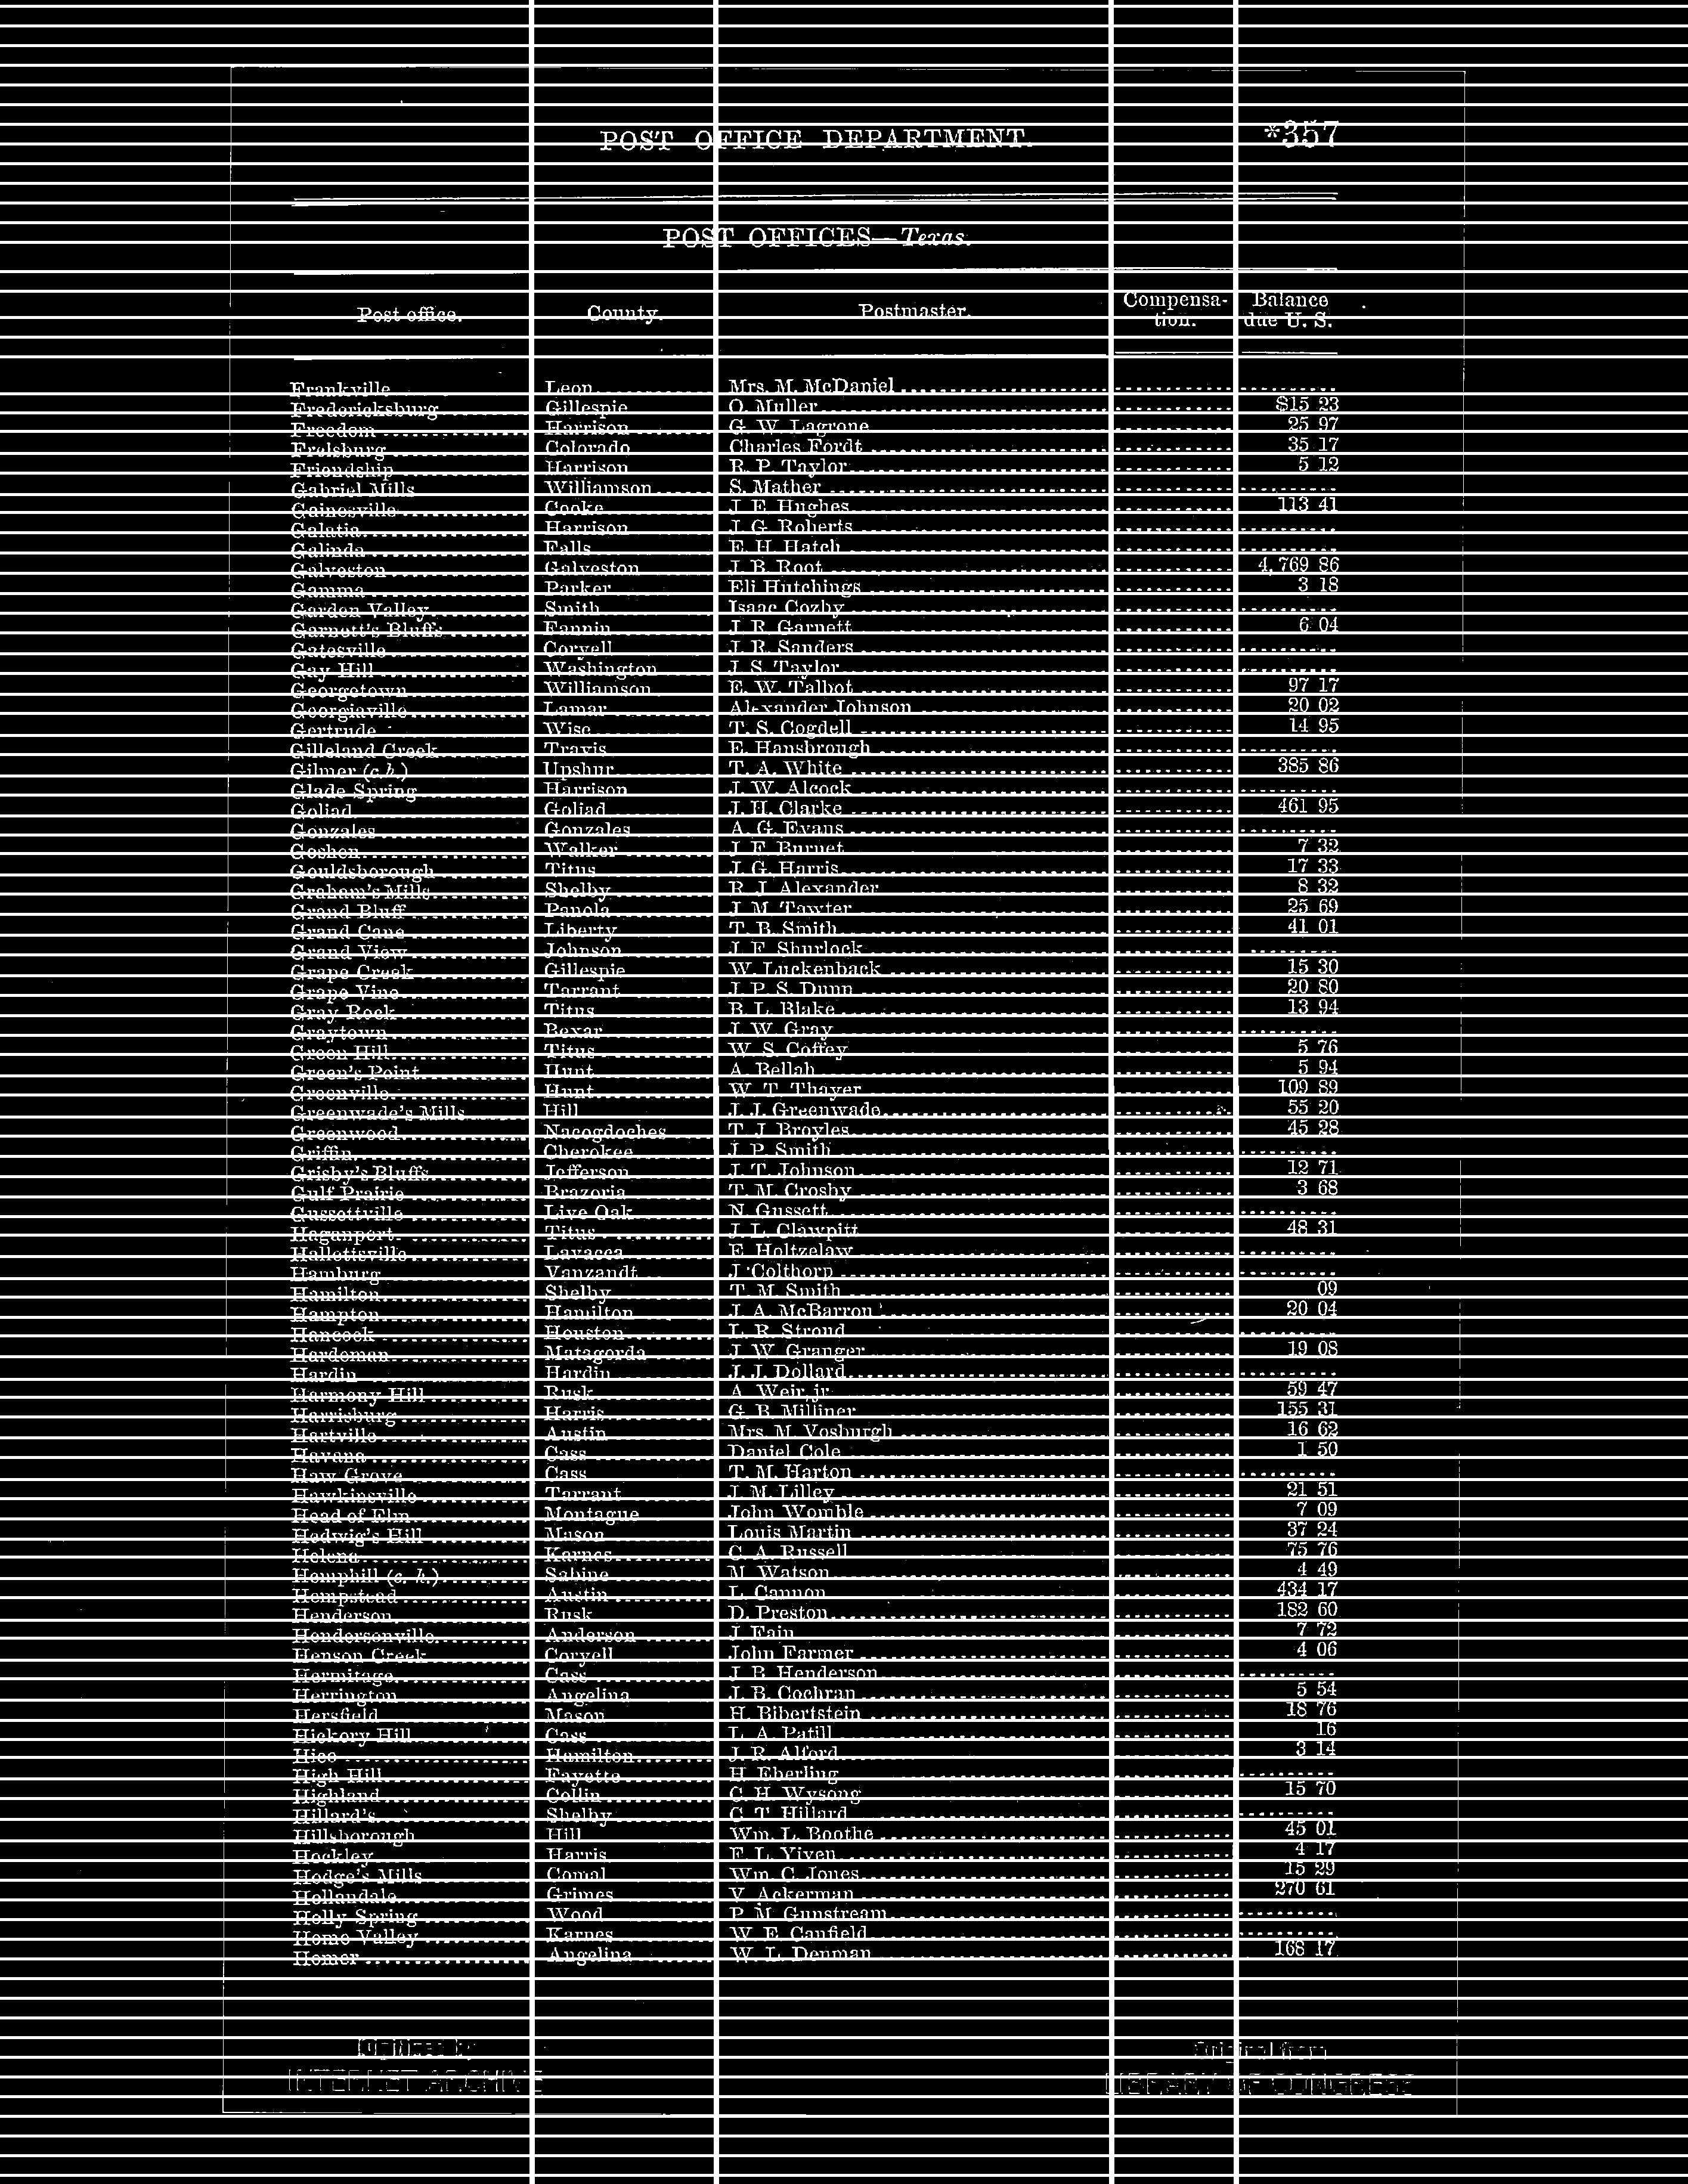 POST OFFICE DEPARTMENT. *357
POST OFFICES—Texas.
Post office. County. Postmaster. Compensation. Balance due U. S.
Frankville Leon Mrs. M. McDaniel
Fredericksburg Gillespie O. Muller $15 23
Freedom Harrison G. W. Lagrone 25 97
Frelsburg Colorado Charles Fordt 35 17
Friendship Harrison R. P. Taylor 5 12
Gabriel Mills Williamson S. Mather
Gainesville Cooke J. E. Hughes 113 41
Galatia Harrison J. G. Roberts
Galinda Falls E. H. Hatch
Galveston Galveston J. B. Root 4,769 86
Gamma Parker Eli Hutchings 3 18
Garden Valley Smith Isaac Cozby
Garnett's Bluffs Fannin J. R. Garnett 6 04
Gatesville Coryell J. R. Sanders
Gay Hill Washington J. S. Taylor
Georgetown Williamson E. W. Talbot 97 17
Georgiaville Lamar Alexander Johnson 20 02
Gertrude Wise T. S. Cogdell 14 95
Gilleland Creek Travis E. Hansbrough
Gilmer (c.h.) Upshur T. A. White 385 86
Glade Spring Harrison J. W. Alcock
Goliad Goliad J. H. Clarke 461 95
Gonzales Gonzales A. G. Evans
Goshen Walker J. E. Burnet 7 32
Gouldsborough Titus J. G. Harris 17 33
Graham's Mills Shelby R. J. Alexander 8 32
Grand Bluff Panola J. M. Tawter 25 69
Grand Cane Liberty T. B. Smith 41 01
Grand View Johnson J. F. Shurlock
Grape Creek Gillespie W. Luckenback 15 30
Grape Vine Tarrant J. P. S. Dunn 20 80
Gray Rock Titus B. L. Blake 13 94
Graytown Bexar J. W. Gray
Green Hill Titus W. S. Coffey 5 76
Green's Point Hunt A. Bellah 5 94
Greenville Hunt W. T. Thayer 109 89
Greenwade's Mills Hill J. J. Greenwade 55 20
Greenwood Nacogdoches T. J. Broyles 45 28
Griffin Cherokee J. P. Smith
Grisby's Bluffs Jefferson J. T. Johnson 12 71
Gulf Prairie Brazoria T. M. Crosby 3 68
Gussettville Live Oak N. Gussett
Haganport Titus J. L. Clawpitt 48 31
Hallettsville Lavacca E. Holtzclaw
Hamburg Vanzandt J. Colthorp
Hamilton Shelby T. M. Smith 09
Hampton Hamilton J. A. McBarron 20 04
Hancock Houston L. R. Stroud
Hardeman Matagorda J. W. Granger 19 08
Hardin Hardin J. J. Dollard
Harmony Hill Rusk A. Weir, jr 59 47
Harrisburg Harris G. B. Milliner 155 31
Hartville Austin Mrs. M. Vosburgh 16 62
Havana Cass Daniel Cole 1 50
Haw Grove Cass T. M. Harton
Hawkinsville Tarrant J. M. Lilley 21 51
Head of Elm Montague John Womble 7 09
Hedwig's Hill Mason Louis Martin 37 24
Helena Karnes C. A. Russell 75 76
Hemphill (c. h.) Sabine M. Watson 4 49
Hempstead Austin L. Cannon 434 17
Henderson Rusk D. Preston 182 60
Hendersonville Anderson J. Fain 7 72
Henson Creek Coryell John Farmer 4 06
Hermitage Cass J. B. Henderson
Herrington Angelina J. B. Cochran 5 54
Hersfield Mason H. Bibertstein 18 76
Hickory Hill Cass L. A. Patill 16
Hico Hamilton J. R. Alford 3 14
High Hill Fayette H. Eberling
Highland Collin C. H. Wysong 15 70
Hillard's Shelby C. T. Hillard
Hillsborough Hill Wm. L. Boothe 45 01
Hockley Harris F. L. Yiven 4 17
Hodge's Mills Comal Wm. C. Jones 15 29
Hollandale Grimes V. Ackerman 270 61
Holly Spring Wood P. M. Gunstream
Home Valley Karnes W. E. Canfield
Homer Angelina W. L. Denman 168 17
Digitized by Original from
INTERNET ARCHIVE LIBRARY OF CONGRESS